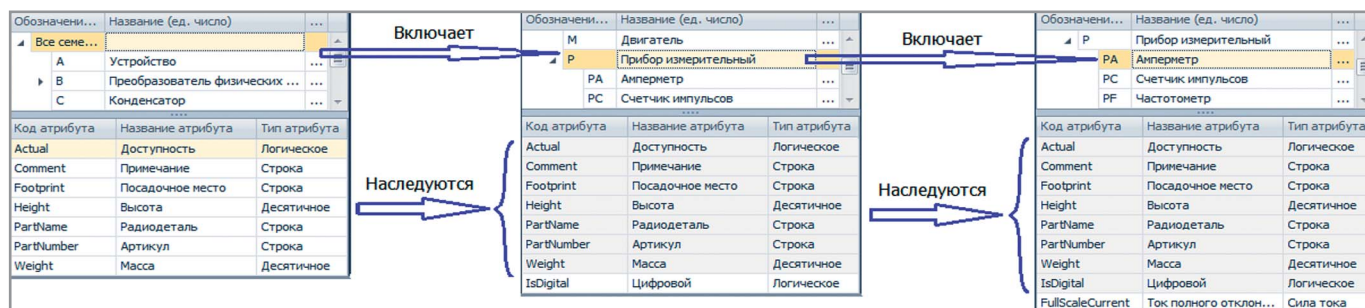 Обозначени... Название (ед. число) ...
Все семе...
A Устройство ...
B Преобразователь физических ... ...
C Конденсатор ...
Код атрибута Название атрибута Тип атрибута
Actual Доступность Логическое
Comment Примечание Строка
Footprint Посадочное место Строка
Height Высота Десятичное
PartName Радиодеталь Строка
PartNumber Артикул Строка
Weight Масса Десятичное
Включает
Наследуются
Обозначени... Название (ед. число) ...
M Двигатель ...
P Прибор измерительный ...
PA Амперметр ...
PC Счетчик импульсов ...
Код атрибута Название атрибута Тип атрибута
Actual Доступность Логическое
Comment Примечание Строка
Footprint Посадочное место Строка
Height Высота Десятичное
PartName Радиодеталь Строка
PartNumber Артикул Строка
Weight Масса Десятичное
IsDigital Цифровой Логическое
Включает
Наследуются
Обозначени... Название (ед. число) ...
P Прибор измерительный ...
PA Амперметр ...
PC Счетчик импульсов ...
PF Частотометр ...
Код атрибута Название атрибута Тип атрибута
Actual Доступность Логическое
Comment Примечание Строка
Footprint Посадочное место Строка
Height Высота Десятичное
PartName Радиодеталь Строка
PartNumber Артикул Строка
Weight Масса Десятичное
IsDigital Цифровой Логическое
FullScaleCurrent Ток полного отклон... Сила тока